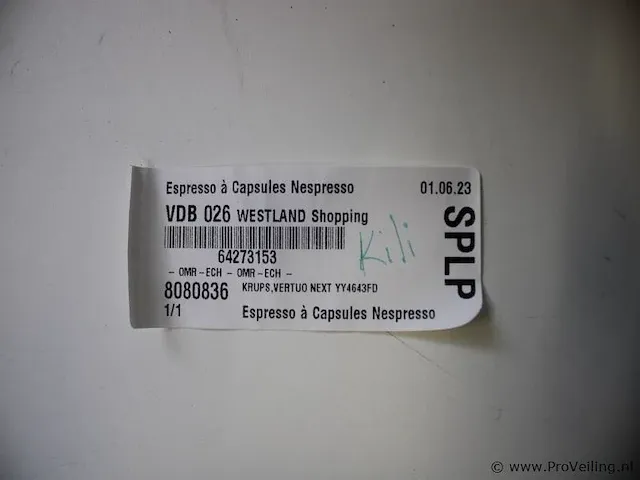 Espresso à Capsules Nespresso 01.06.23
VDB 026 WESTLAND Shopping
Kili
SPLP
64273153
- OMR-ECH - OMR-ECH -
8080836 KRUPS,VERTUO NEXT YY4643FD
1/1 Espresso à Capsules Nespresso
© www.ProVeiling.nl